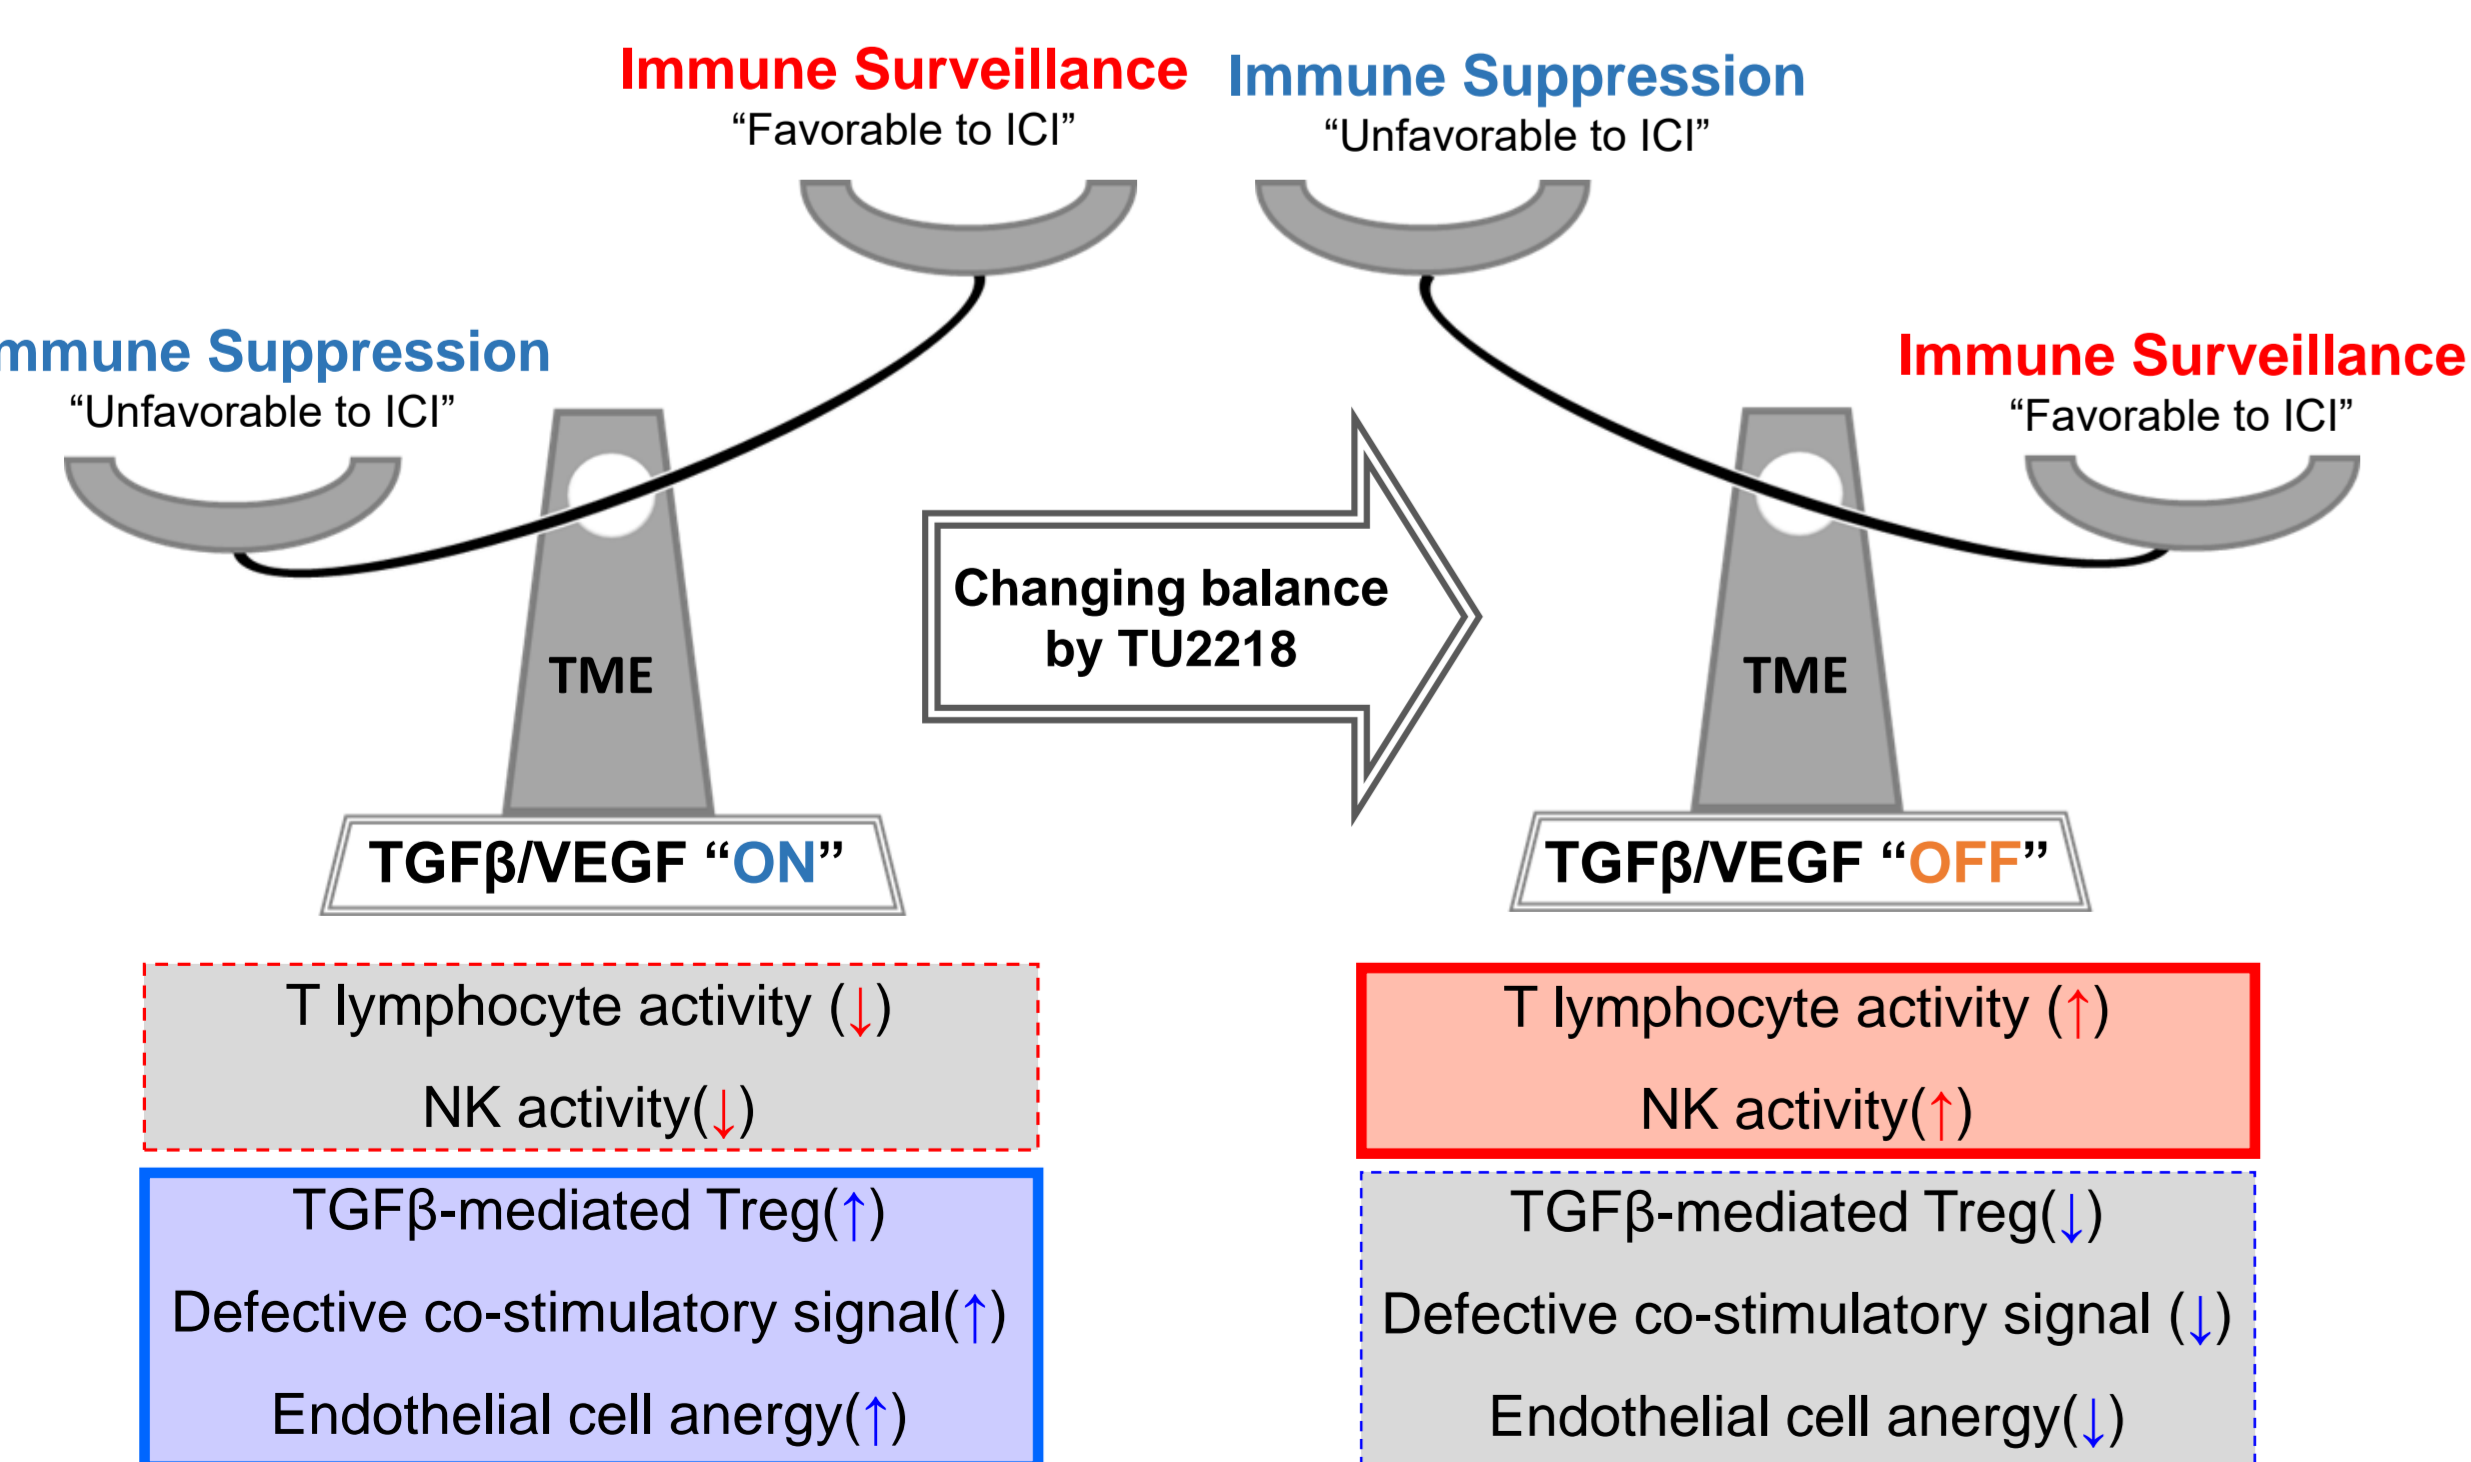 Immune Surveillance
“Favorable to ICI”
mmune Suppression
“Unfavorable to ICI”
TME
TGFβ/VEGF “ON”
T lymphocyte activity (↓)
NK activity(↓)
TGFβ-mediated Treg(↑)
Defective co-stimulatory signal(↑)
Endothelial cell anergy(↑)
Changing balance
by TU2218
Immune Suppression
“Unfavorable to ICI”
Immune Surveillance
“Favorable to ICI”
TME
TGFβ/VEGF “OFF”
T lymphocyte activity (↑)
NK activity(↑)
TGFβ-mediated Treg(↓)
Defective co-stimulatory signal (↓)
Endothelial cell anergy(↓)